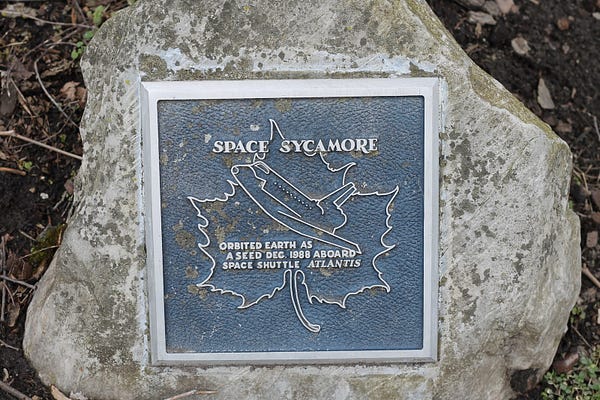 SPACE SYCAMORE
ORBITED EARTH AS
A SEED DEC. 1988 ABOARD
SPACE SHUTTLE ATLANTIS